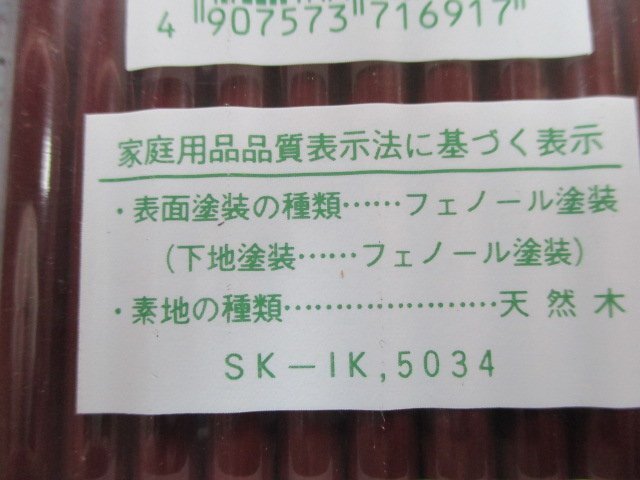 4 907573 716917
家庭用品品質表示法に基づく表示
・表面塗装の種類……フェノール塗装
(下地塗装……フェノール塗装)
・素地の種類…………………天然木
SK－IK,5034